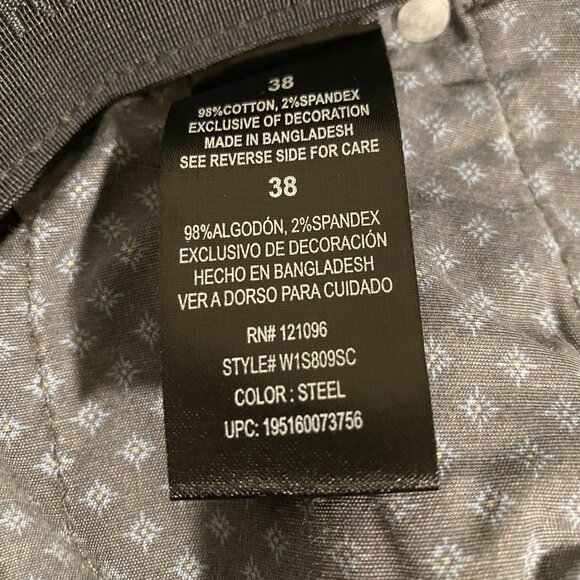 38
98%COTTON, 2%SPANDEX
EXCLUSIVE OF DECORATION
MADE IN BANGLADESH
SEE REVERSE SIDE FOR CARE
38
98%ALGODÓN, 2%SPANDEX
EXCLUSIVO DE DECORACIÓN
HECHO EN BANGLADESH
VER A DORSO PARA CUIDADO
RN# 121096
STYLE# W1S809SC
COLOR : STEEL
UPC: 195160073756